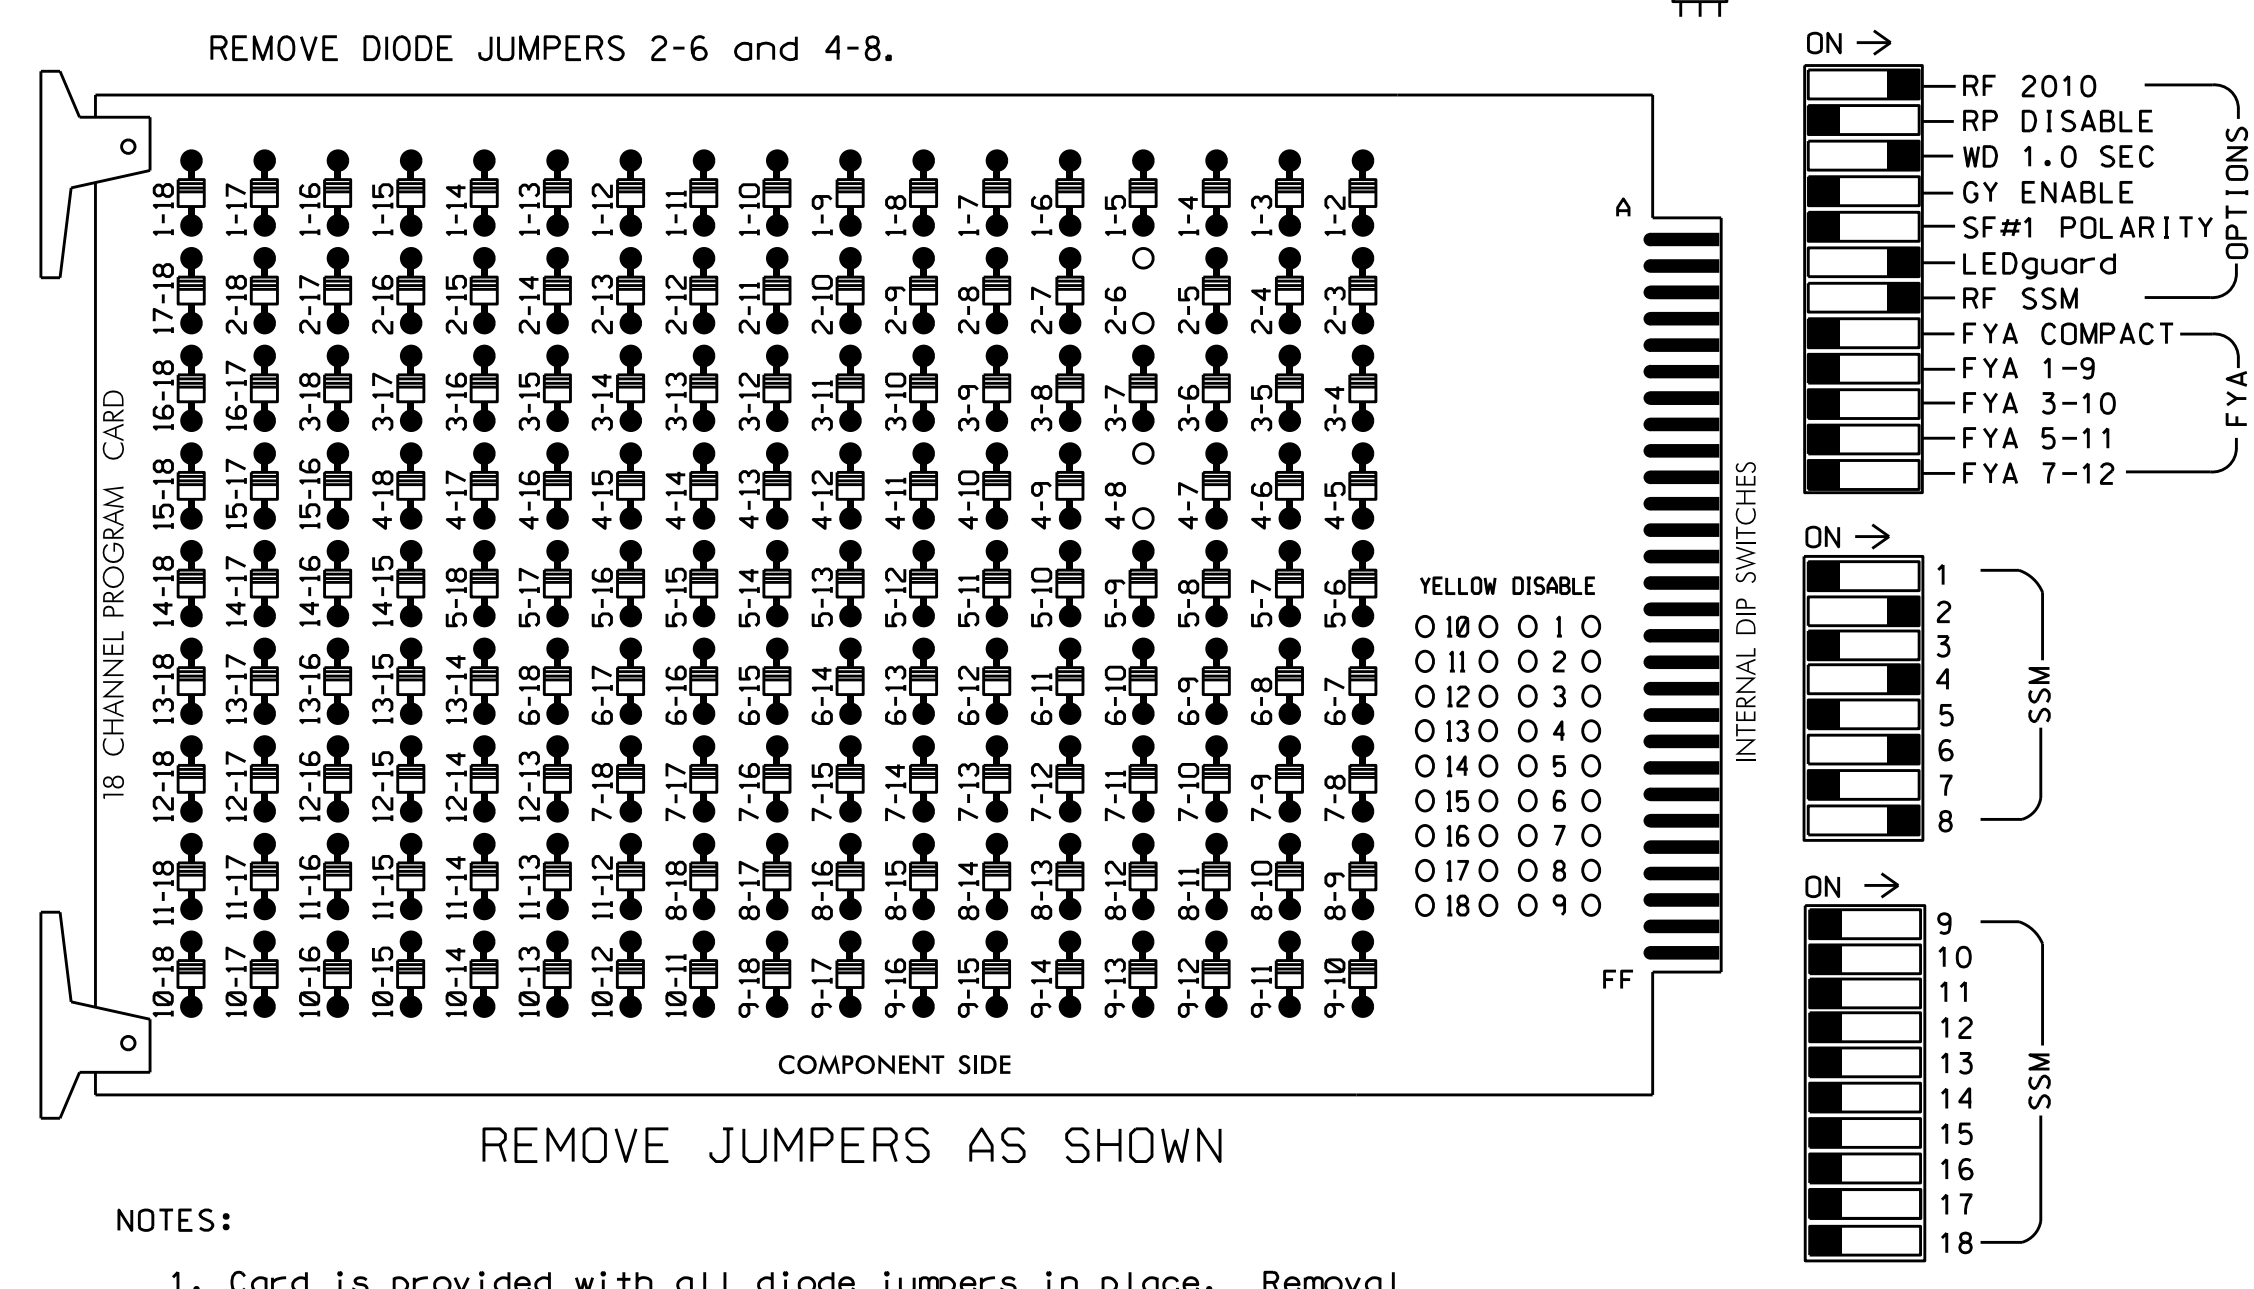 REMOVE DIODE JUMPERS 2-6 and 4-8.
1-18 1-17 1-16 1-15 1-14 1-13 1-12 1-11 1-10 1-9 1-8 1-7 1-6 1-5 1-4 1-3 1-2
17-18 2-18 2-17 2-16 2-15 2-14 2-13 2-12 2-11 2-10 2-9 2-8 2-7 2-6 2-5 2-4 2-3
16-18 16-17 3-18 3-17 3-16 3-15 3-14 3-13 3-12 3-11 3-10 3-9 3-8 3-7 3-6 3-5 3-4
15-18 15-17 15-16 4-18 4-17 4-16 4-15 4-14 4-13 4-12 4-11 4-10 4-9 4-8 4-7 4-6 4-5
14-18 14-17 14-16 14-15 5-18 5-17 5-16 5-15 5-14 5-13 5-12 5-11 5-10 5-9 5-8 5-7 5-6
13-18 13-17 13-16 13-15 13-14 6-18 6-17 6-16 6-15 6-14 6-13 6-12 6-11 6-10 6-9 6-8 6-7
12-18 12-17 12-16 12-15 12-14 12-13 7-18 7-17 7-16 7-15 7-14 7-13 7-12 7-11 7-10 7-9 7-8
11-18 11-17 11-16 11-15 11-14 11-13 11-12 8-18 8-17 8-16 8-15 8-14 8-13 8-12 8-11 8-10 8-9
10-18 10-17 10-16 10-15 10-14 10-13 10-12 10-11 9-18 9-17 9-16 9-15 9-14 9-13 9-12 9-11 9-10
18 CHANNEL PROGRAM CARD
A
YELLOW DISABLE
10 1
11 2
12 3
13 4
14 5
15 6
16 7
17 8
18 9
FF
COMPONENT SIDE
INTERNAL DIP SWITCHES
ON
RF 2010
RP DISABLE
WD 1.0 SEC
GY ENABLE
SF#1 POLARITY
LEDguard
RF SSM
OPTIONS
FYA COMPACT
FYA 1-9
FYA 3-10
FYA 5-11
FYA 7-12
FYA
ON
1
2
3
4
5
6
7
8
SSM
ON
9
10
11
12
13
14
15
16
17
18
SSM
REMOVE JUMPERS AS SHOWN
NOTES:
1. Card is provided with all diode jumpers in place. Removal